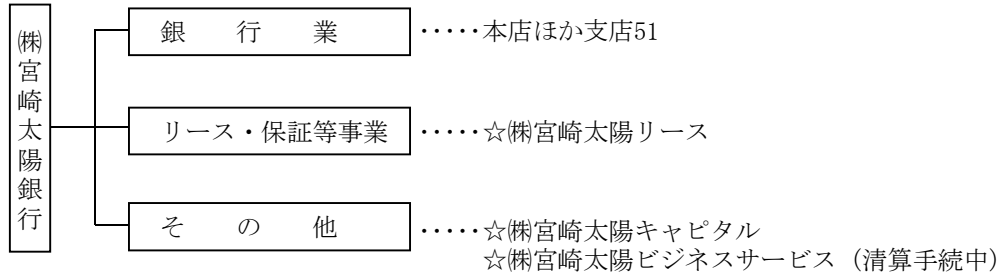 ㈱宮崎太陽銀行
銀行業 ・・・・・本店ほか支店51
リース・保証等事業 ・・・・・☆㈱宮崎太陽リース
その他 ・・・・・☆㈱宮崎太陽キャピタル
☆㈱宮崎太陽ビジネスサービス（清算手続中）